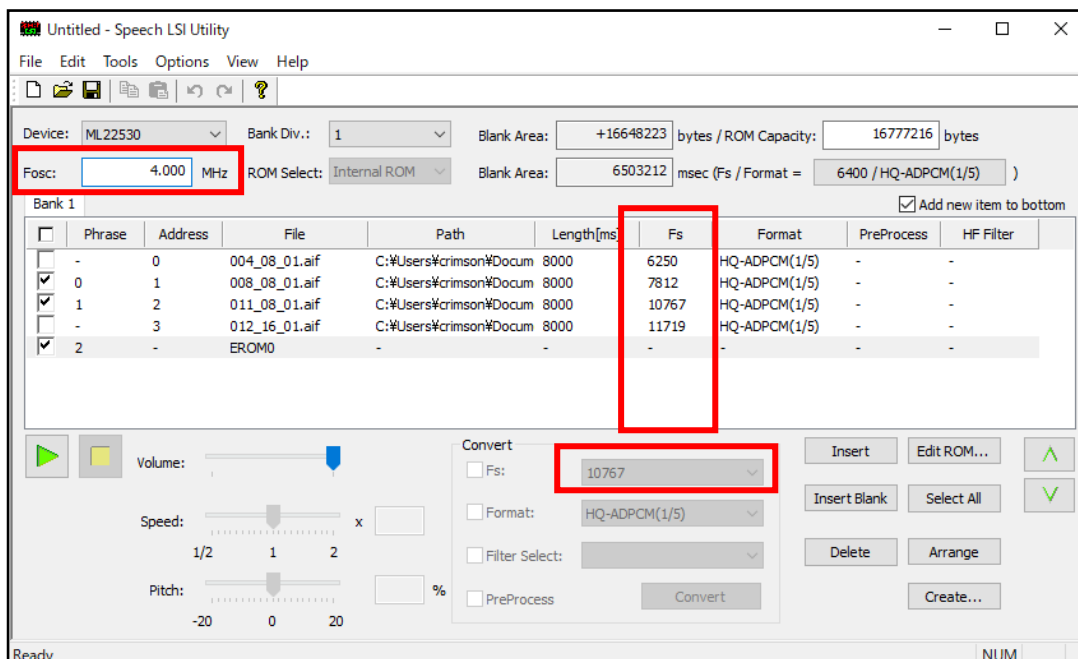 Untitled - Speech LSI Utility
File Edit Tools Options View Help
Device: ML22530 Bank Div.: 1 Blank Area: +16648223 bytes / ROM Capacity: 16777216 bytes
Fosc: 4.000 MHz ROM Select: Internal ROM Blank Area: 6503212 msec (Fs / Format = 6400 / HQ-ADPCM(1/5) )
Bank 1 Add new item to bottom
Phrase Address File Path Length[ms] Fs Format PreProcess HF Filter
- 0 004_08_01.aif C:¥Users¥crimson¥Docum 8000 6250 HQ-ADPCM(1/5) - -
0 1 008_08_01.aif C:¥Users¥crimson¥Docum 8000 7812 HQ-ADPCM(1/5) - -
1 2 011_08_01.aif C:¥Users¥crimson¥Docum 8000 10767 HQ-ADPCM(1/5) - -
- 3 012_16_01.aif C:¥Users¥crimson¥Docum 8000 11719 HQ-ADPCM(1/5) - -
2 - EROM0 - - - - - -
Volume:
Speed: x
1/2 1 2
Pitch: %
-20 0 20
Convert
Fs: 10767
Format: HQ-ADPCM(1/5)
Filter Select:
PreProcess Convert
Insert Edit ROM...
Insert Blank Select All
Delete Arrange
Create...
Ready NUM